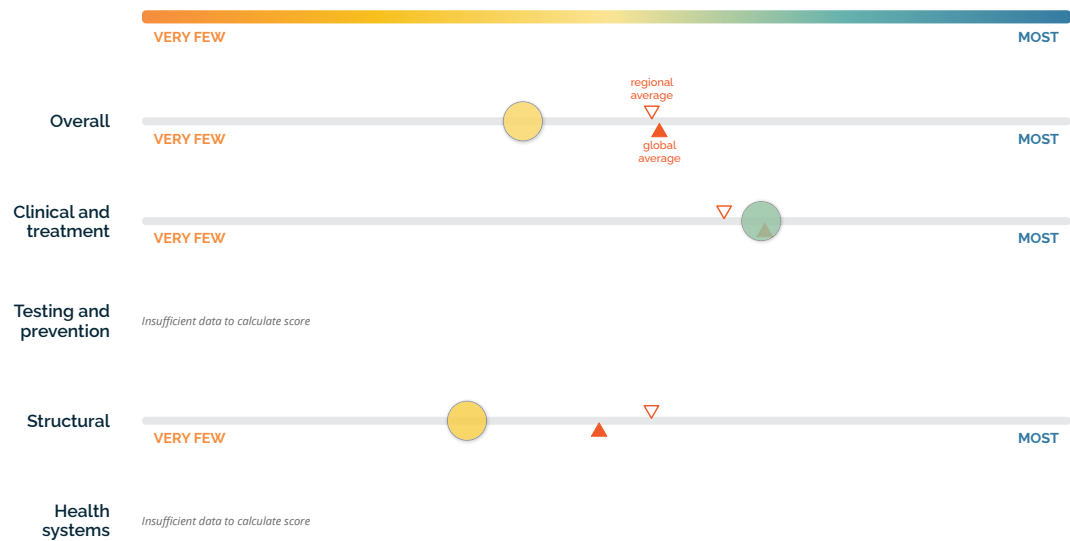 VERY FEW MOST
regional
average
Overall
VERY FEW MOST
global
average
Clinical and
treatment
VERY FEW MOST
Testing and
prevention
Insufficient data to calculate score
Structural
VERY FEW MOST
Health
systems
Insufficient data to calculate score